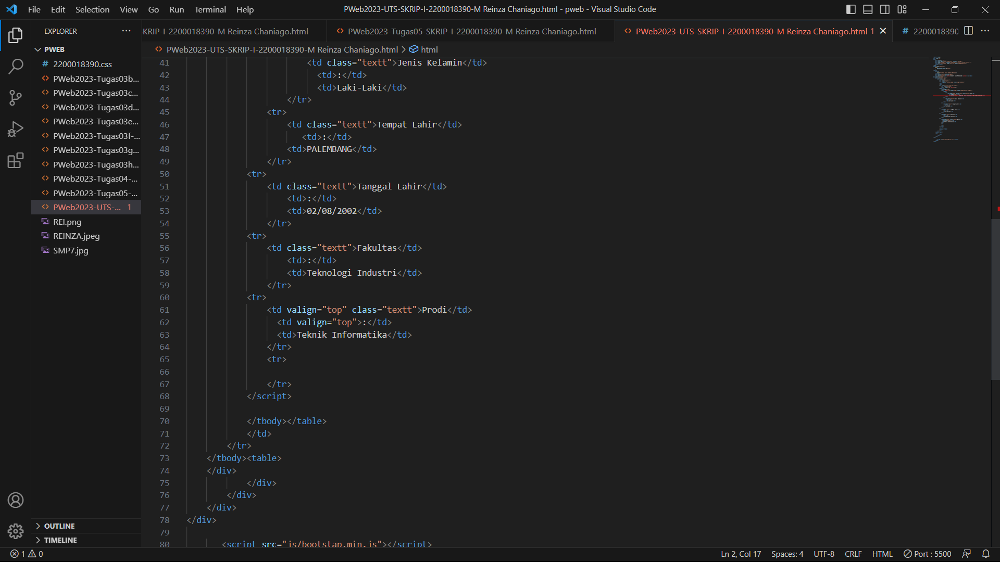 File Edit Selection View Go Run Terminal Help
PWeb2023-UTS-SKRIP-I-2200018390-M Reinza Chaniago.html - pweb - Visual Studio Code
EXPLORER
KRIP-I-2200018390-M Reinza Chaniago.html
PWeb2023-Tugas05-SKRIP-I-2200018390-M Reinza Chaniago.html
PWeb2023-UTS-SKRIP-I-2200018390-M Reinza Chaniago.html 1
# 2200018390
PWEB
# 2200018390.css
<> PWeb2023-Tugas03b...
<> PWeb2023-Tugas03c...
<> PWeb2023-Tugas03d...
<> PWeb2023-Tugas03e...
<> PWeb2023-Tugas03f-...
<> PWeb2023-Tugas03g...
<> PWeb2023-Tugas03h...
<> PWeb2023-Tugas04-...
<> PWeb2023-Tugas05-...
<> PWeb2023-UTS-... 1
REI.png
REINZA.jpeg
SMP7.jpg
OUTLINE
TIMELINE
<> PWeb2023-UTS-SKRIP-I-2200018390-M Reinza Chaniago.html > html
41 <td class="textt">Jenis Kelamin</td>
42 <td>:</td>
43 <td>Laki-Laki</td>
44 </tr>
45 <tr>
46 <td class="textt">Tempat Lahir</td>
47 <td>:</td>
48 <td>PALEMBANG</td>
49 </tr>
50 <tr>
51 <td class="textt">Tanggal Lahir</td>
52 <td>:</td>
53 <td>02/08/2002</td>
54 </tr>
55 <tr>
56 <td class="textt">Fakultas</td>
57 <td>:</td>
58 <td>Teknologi Industri</td>
59 </tr>
60 <tr>
61 <td valign="top" class="textt">Prodi</td>
62 <td valign="top">:</td>
63 <td>Teknik Informatika</td>
64 </tr>
65 <tr>
66
67 </tr>
68 </script>
69
70 </tbody></table>
71 </td>
72 </tr>
73 </tbody><table>
74 </div>
75 </div>
76 </div>
77 </div>
78 </div>
79
80 <script src="js/bootstap.min.js"></script>
1 0
Ln 2, Col 17 Spaces: 4 UTF-8 CRLF HTML Port : 5500